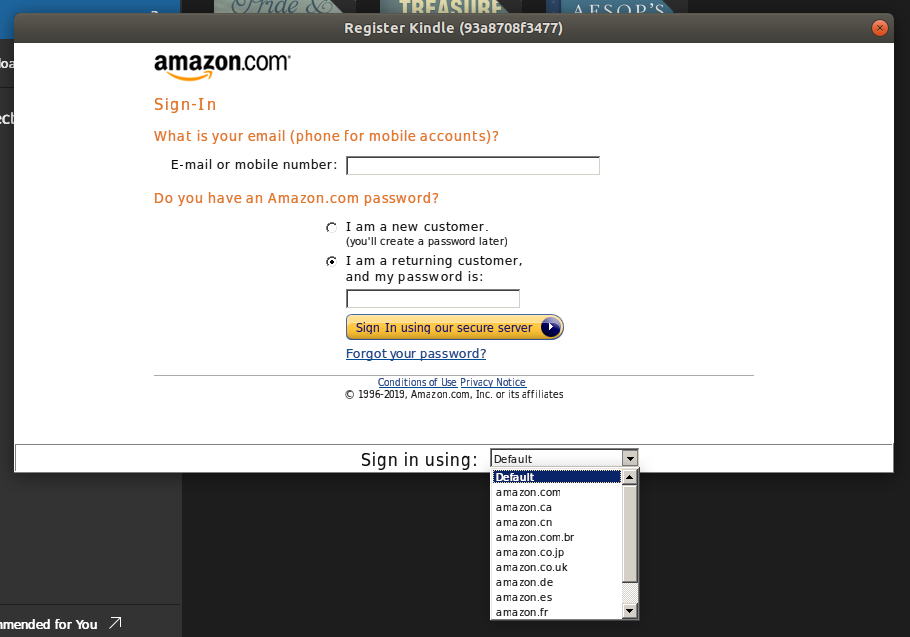 Pride &
TREASURE
AESOP'S
Register Kindle (93a8708f3477)
amazon.com
Sign-In
What is your email (phone for mobile accounts)?
E-mail or mobile number:
Do you have an Amazon.com password?
I am a new customer.
(you'll create a password later)
I am a returning customer,
and my password is:
Sign In using our secure server
Forgot your password?
Conditions of Use Privacy Notice
© 1996-2019, Amazon.com, Inc. or its affiliates
Sign in using: Default
Default
amazon.com
amazon.ca
amazon.cn
amazon.com.br
amazon.co.jp
amazon.co.uk
amazon.de
amazon.es
amazon.fr
mmended for You